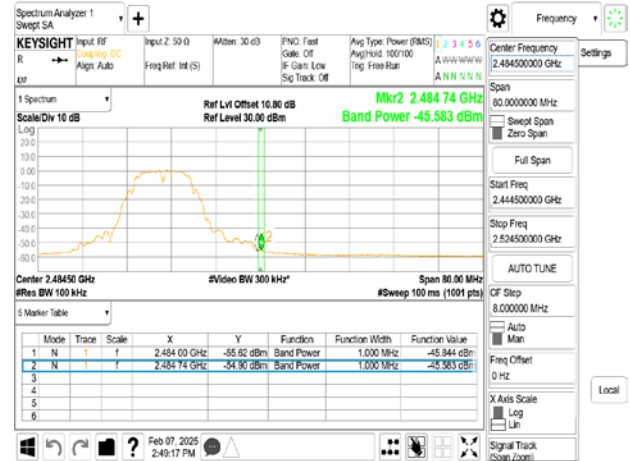 Spectrum Analyzer 1
Swept SA
Frequency
KEYSIGHT
Input: RF
Coupling: DC
Align: Auto
Input Z: 50 Ω
Freq Ref: Int (S)
#Atten: 30 dB
PNO: Fast
Gate: Off
IF Gain: Low
Sig Track: Off
Avg Type: Power (RMS)
Avg|Hold: 100/100
Trig: Free Run
1 2 3 4 5 6
A W W W W W
A N N N N N
R
Center Frequency
2.484500000 GHz
Settings
Span
80.0000000 MHz
Swept Span
Zero Span
Full Span
Start Freq
2.444500000 GHz
Stop Freq
2.524500000 GHz
AUTO TUNE
CF Step
8.000000 MHz
Auto
Man
Freq Offset
0 Hz
X Axis Scale
Log
Lin
Signal Track
(Span Zoom)
Local
1 Spectrum
Scale/Div 10 dB
Ref Lvl Offset 10.80 dB
Ref Level 30.00 dBm
Mkr2 2.484 74 GHz
Band Power -45.583 dBm
Log
20.0
10.0
0.00
-10.0
-20.0
-30.0
-40.0
-50.0
-60.0
2
Center 2.48450 GHz
#Res BW 100 kHz
#Video BW 300 kHz*
Span 80.00 MHz
#Sweep 100 ms (1001 pts)
5 Marker Table
Mode Trace Scale X Y Function Function Width Function Value
1 N 1 f 2.484 00 GHz -55.62 dBm Band Power 1.000 MHz -45.844 dBm
2 N 1 f 2.484 74 GHz -54.90 dBm Band Power 1.000 MHz -45.583 dBm
3
4
5
6
Feb 07, 2025
2:49:17 PM